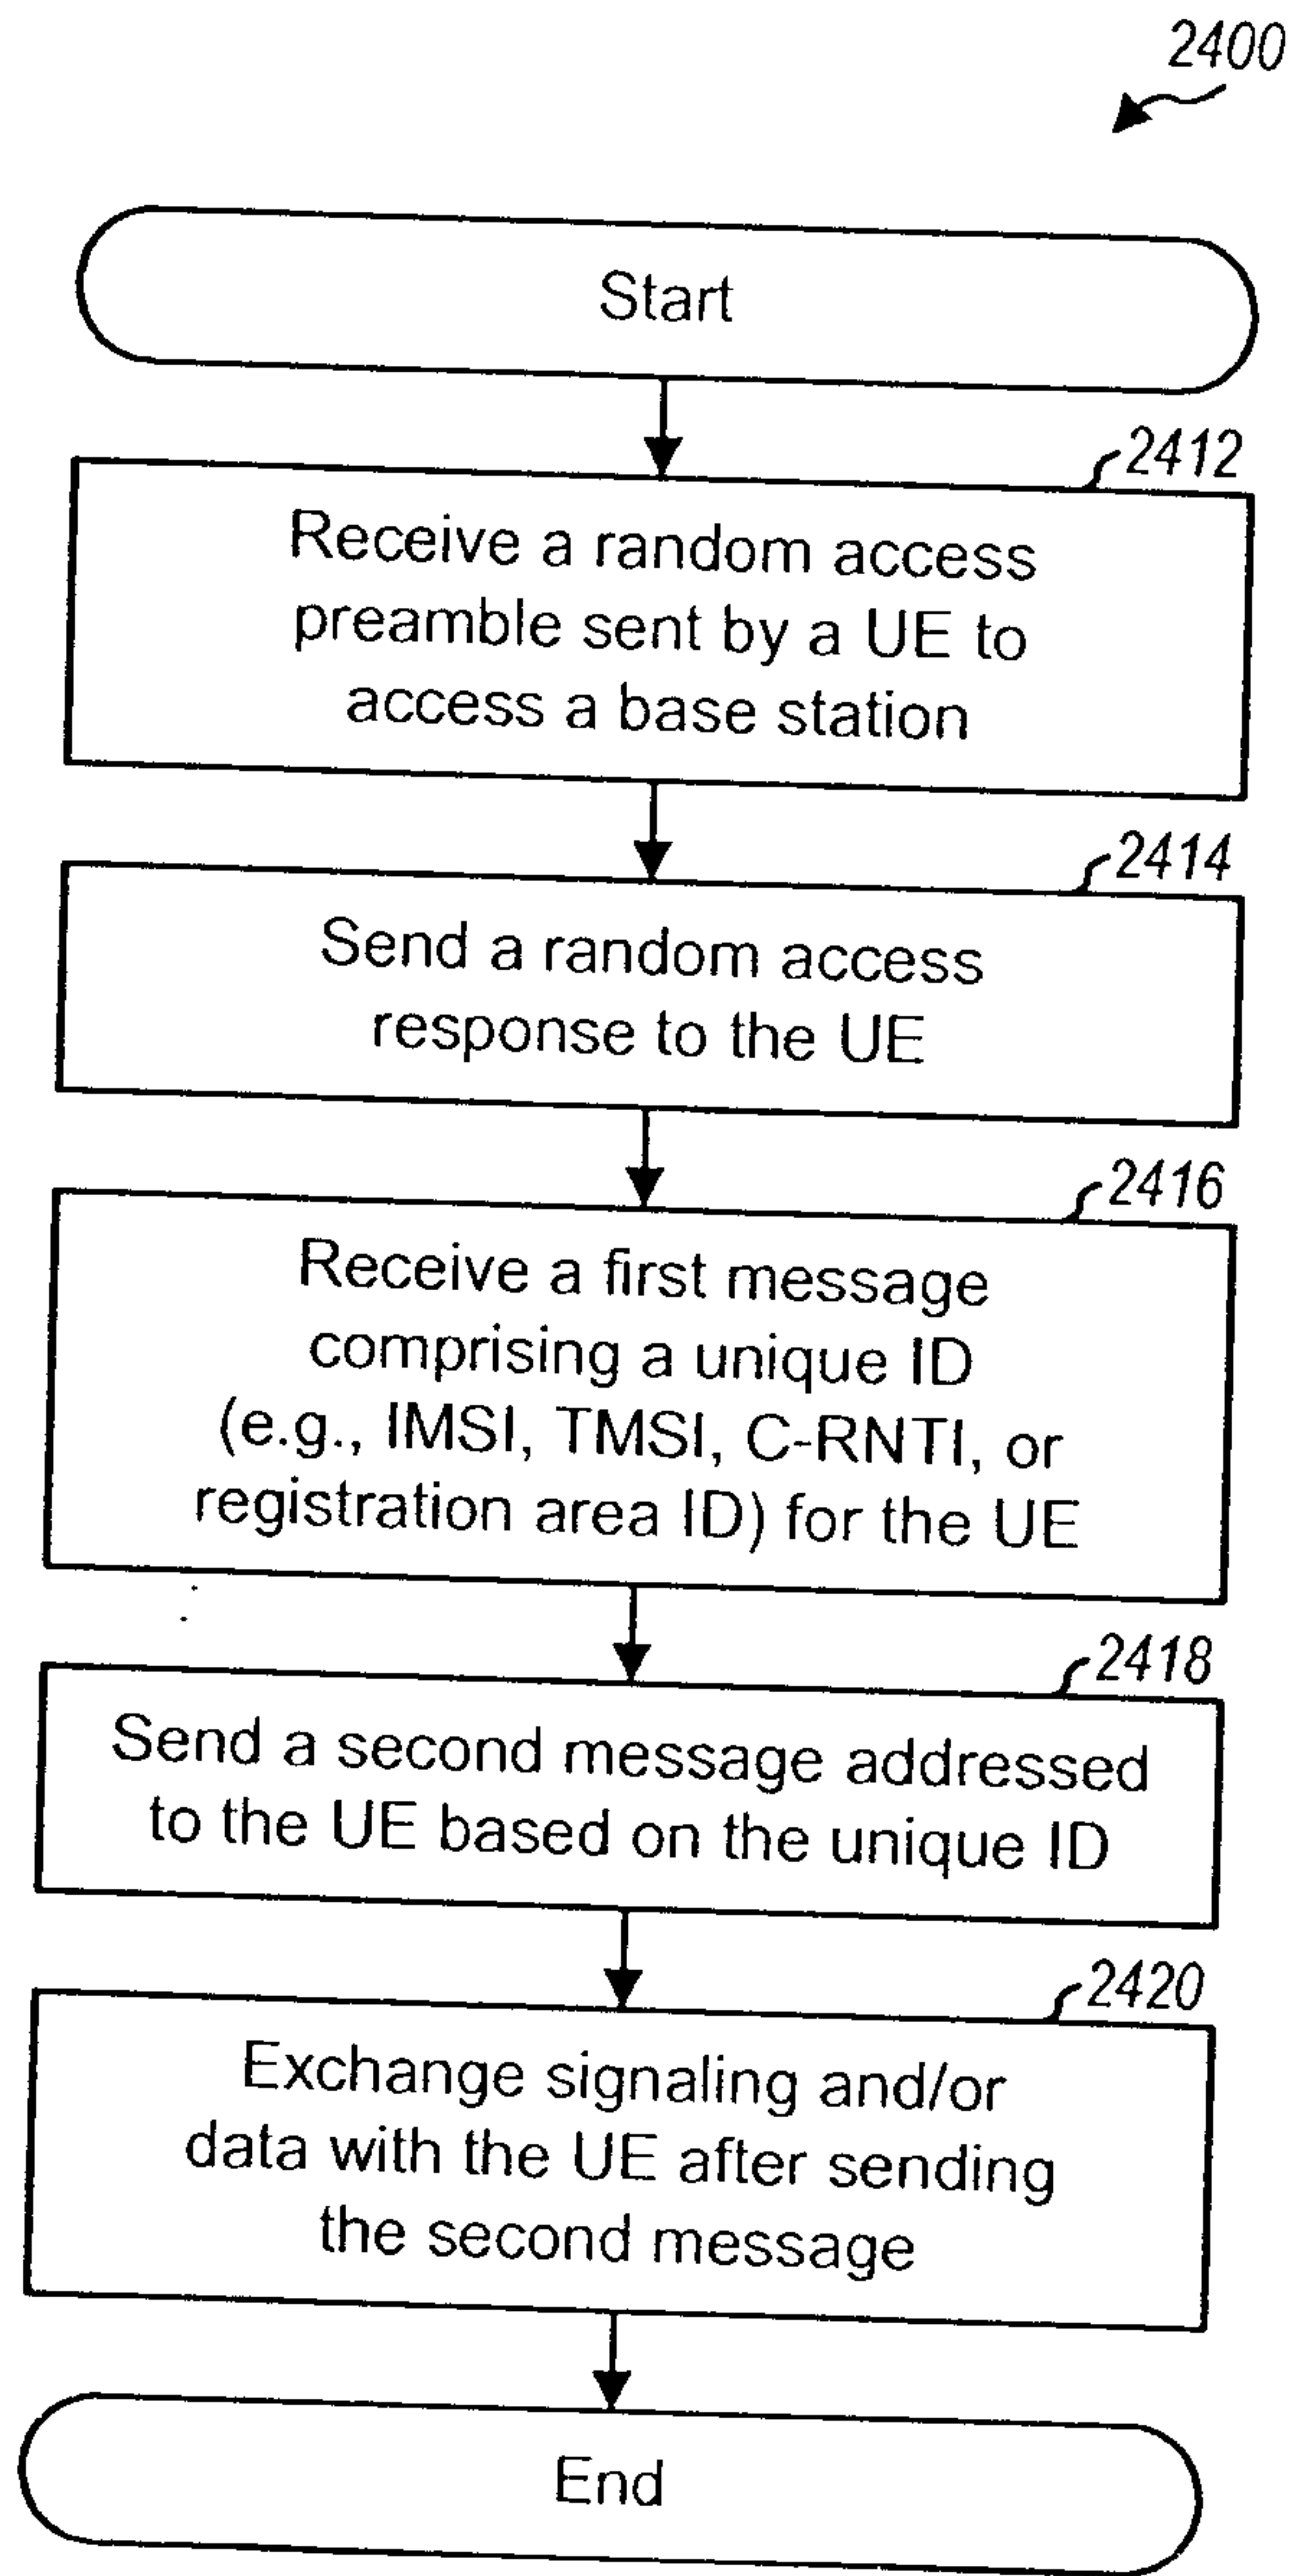 2400
Start
2412
Receive a random access
preamble sent by a UE to
access a base station
2414
Send a random access
response to the UE
2416
Receive a first message
comprising a unique ID
(e.g., IMSI, TMSI, C-RNTI, or
registration area ID) for the UE
2418
Send a second message addressed
to the UE based on the unique ID
2420
Exchange signaling and/or
data with the UE after sending
the second message
End